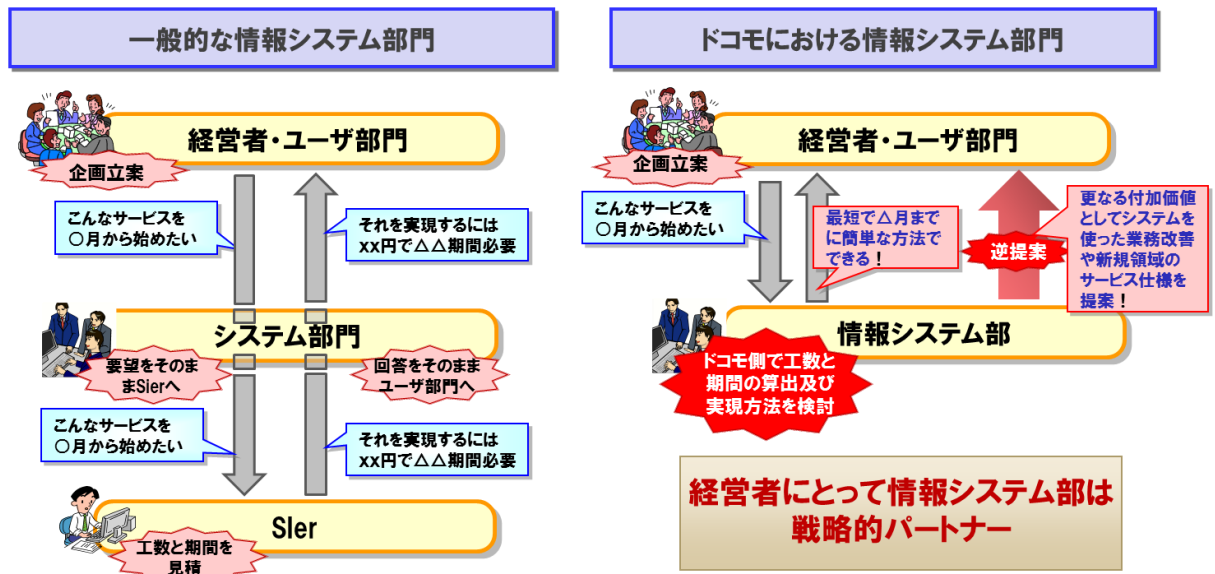 一般的な情報システム部門
経営者・ユーザ部門
企画立案
こんなサービスを
○月から始めたい
それを実現するには
xx円で△△期間必要
システム部門
要望をそのま
まSIerへ
回答をそのまま
ユーザ部門へ
こんなサービスを
○月から始めたい
それを実現するには
xx円で△△期間必要
SIer
工数と期間を
見積
ドコモにおける情報システム部門
経営者・ユーザ部門
企画立案
こんなサービスを
○月から始めたい
最短で△月まで
に簡単な方法で
できる！
逆提案
更なる付加価値
としてシステムを
使った業務改善
や新規領域の
サービス仕様を
提案！
情報システム部
ドコモ側で工数と
期間の算出及び
実現方法を検討
経営者にとって情報システム部は
戦略的パートナー